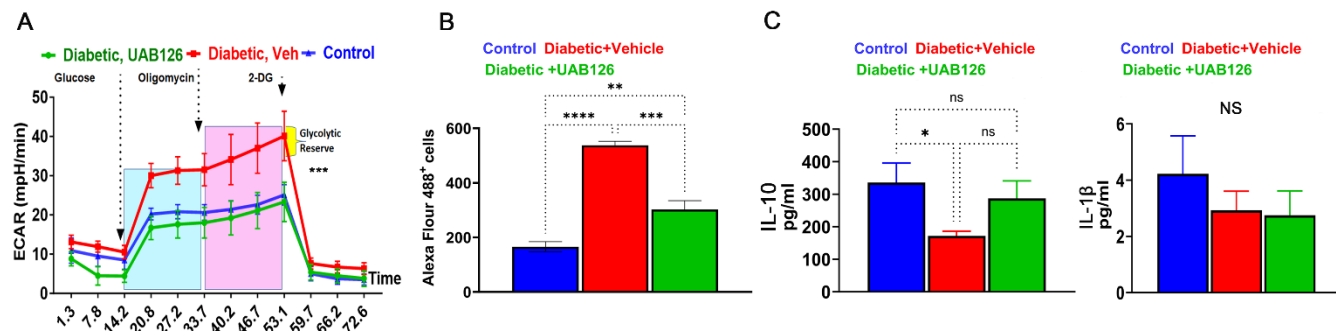 A
Diabetic, UAB126 Diabetic, Veh Control
Glucose Oligomycin 2-DG
ECAR (mpH/min)
50
40
30
20
10
0
Glycolytic
Reserve
***
Time
1.3 7.8 14.2 20.8 27.2 33.7 40.2 46.7 53.1 59.7 66.2 72.6
B
Control Diabetic+Vehicle
Diabetic +UAB126
Alexa Flour 488+ cells
600
400
200
0
**
**** ***
C
Control Diabetic+Vehicle
Diabetic +UAB126
IL-10
pg/ml
500
400
300
200
100
0
ns
* ns
Control Diabetic+Vehicle
Diabetic +UAB126
NS
IL-1β
pg/ml
6
4
2
0